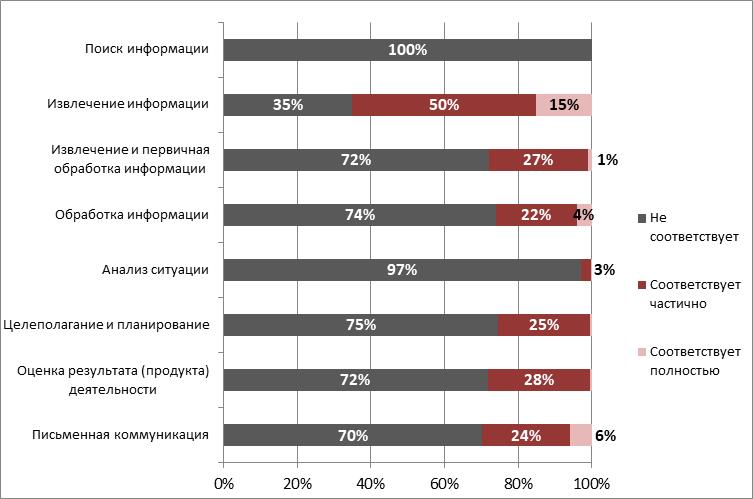 Поиск информации
100%
Извлечение информации
35% 50% 15%
Извлечение и первичная
обработка информации
72% 27% 1%
Обработка информации
74% 22% 4%
Анализ ситуации
97% 3%
Целеполагание и планирование
75% 25%
Оценка результата (продукта)
деятельности
72% 28%
Письменная коммуникация
70% 24% 6%
0% 20% 40% 60% 80% 100%
Не
соответствует
Соответствует
частично
Соответствует
полностью